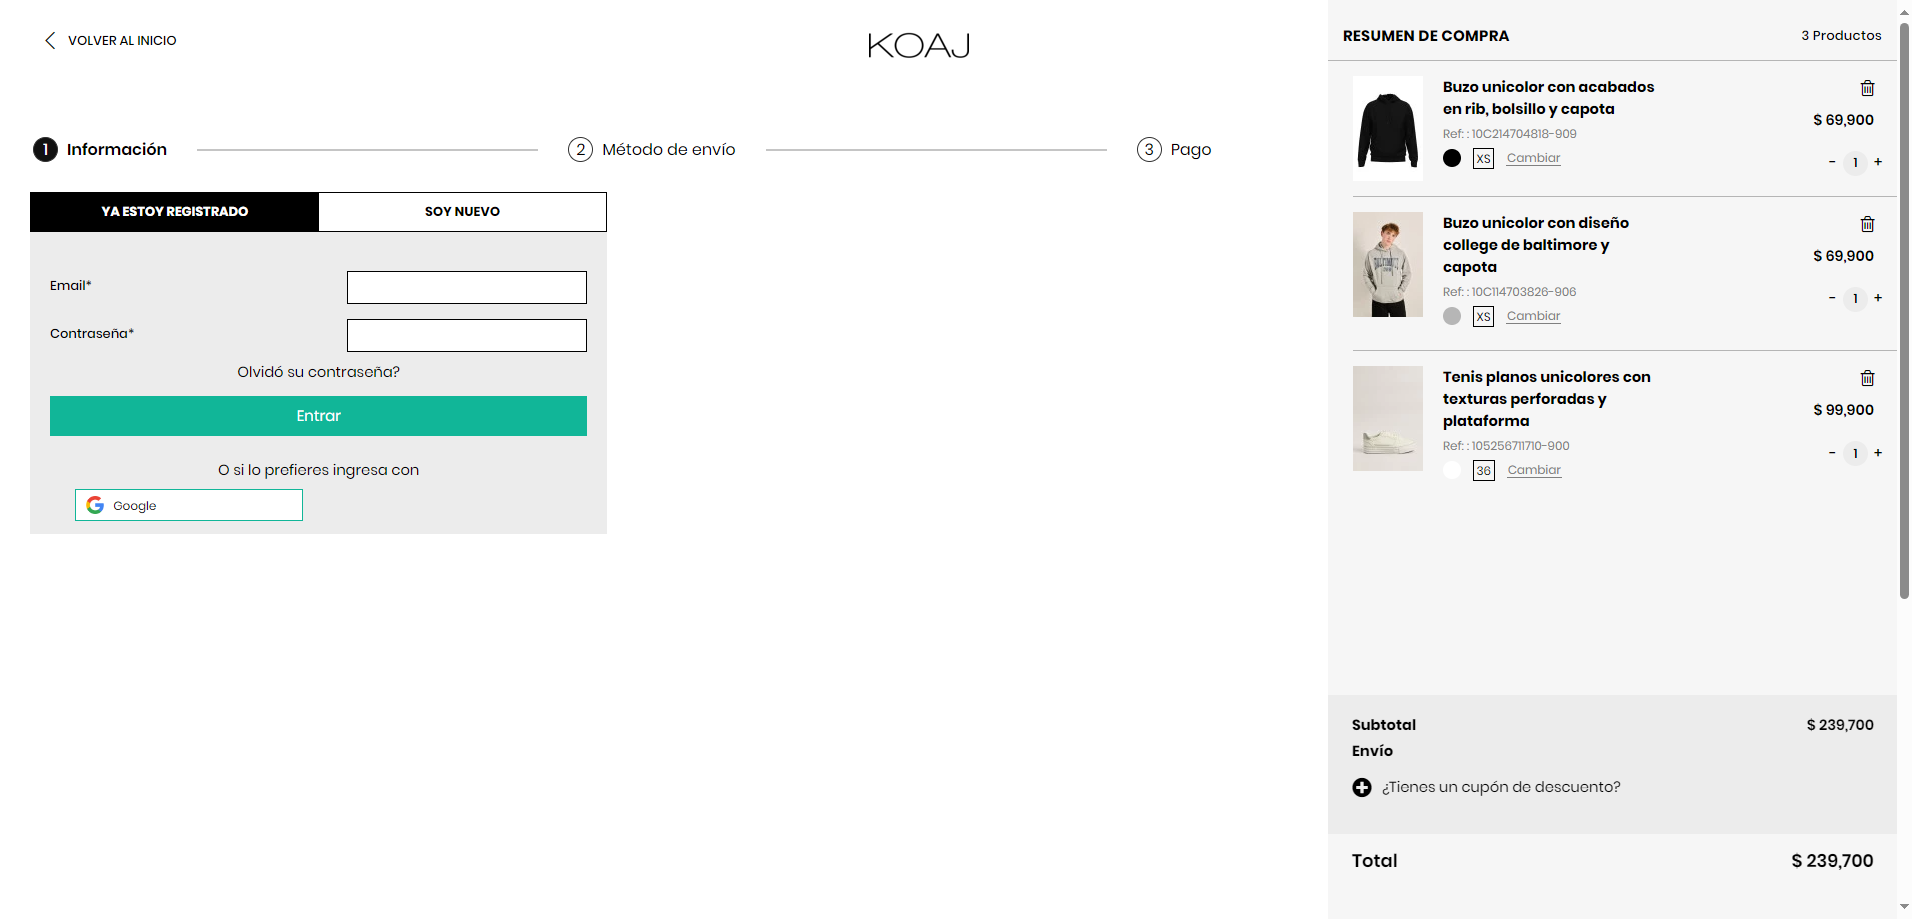 VOLVER AL INICIO
KOAJ
1 Información
2 Método de envío
3 Pago
YA ESTOY REGISTRADO
SOY NUEVO
Email*
Contraseña*
Olvidó su contraseña?
Entrar
O si lo prefieres ingresa con
Google
RESUMEN DE COMPRA
3 Productos
Buzo unicolor con acabados
en rib, bolsillo y capota
$ 69,900
Ref: : 10C214704818-909
XS Cambiar
- 1 +
Buzo unicolor con diseño
college de baltimore y
capota
$ 69,900
Ref: : 10C114703826-906
XS Cambiar
- 1 +
Tenis planos unicolores con
texturas perforadas y
plataforma
$ 99,900
Ref: : 105256711710-900
36 Cambiar
- 1 +
Subtotal $ 239,700
Envío
¿Tienes un cupón de descuento?
Total $ 239,700